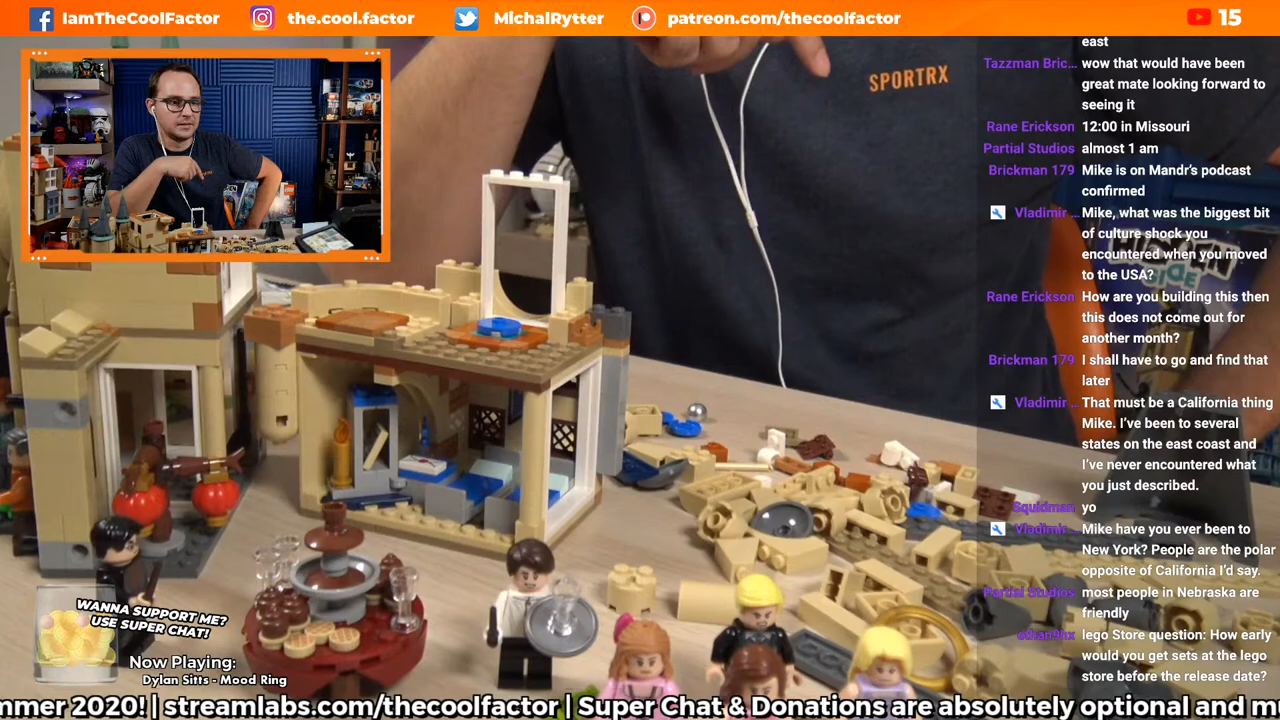 IamTheCoolFactor
the.cool.factor
MichalRytter
patreon.com/thecoolfactor
15
SPORTRX
east
Tazzman Bric... wow that would have been
great mate looking forward to
seeing it
Rane Erickson 12:00 in Missouri
Partial Studios almost 1 am
Brickman 179 Mike is on Mandr's podcast
confirmed
Vladimir ... Mike, what was the biggest bit
of culture shock you
encountered when you moved
to the USA?
Rane Erickson How are you building this then
this does not come out for
another month?
Brickman 179 I shall have to go and find that
later
Vladimir ... That must be a California thing
Mike. I've been to several
states on the east coast and
I've never encountered what
you just described.
Squidman yo
Vladimir ... Mike have you ever been to
New York? People are the polar
opposite of California I'd say.
Partial Studios most people in Nebraska are
friendly
ethan9hx lego Store question: How early
would you get sets at the lego
store before the release date?
WANNA SUPPORT ME?
USE SUPER CHAT!
Now Playing:
Dylan Sitts - Mood Ring
mmer 2020! | streamlabs.com/thecoolfactor | Super Chat & Donations are absolutely optional and m